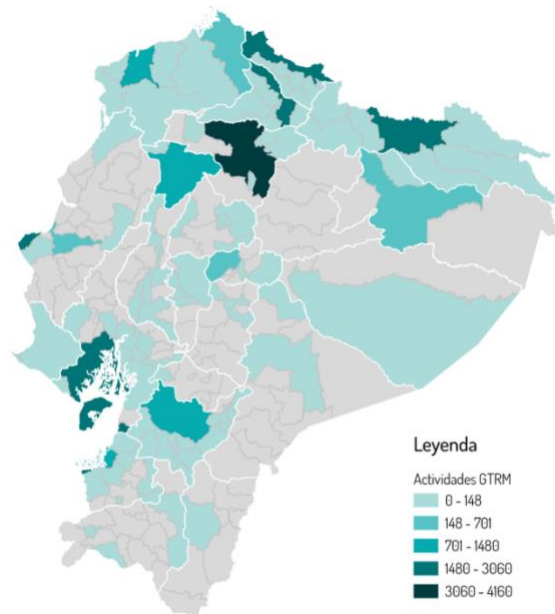 Leyenda
Actividades GTRM
0 - 148
148 - 701
701 - 1480
1480 - 3060
3060 - 4160